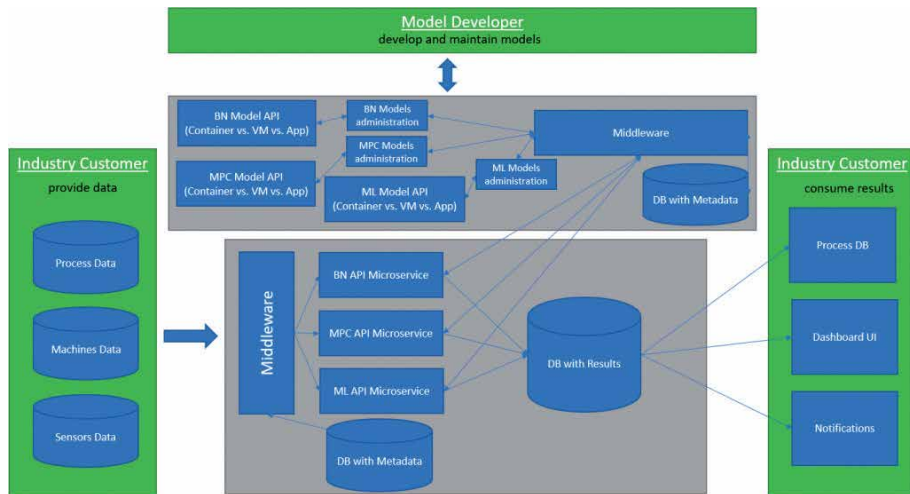 Model Developer
develop and maintain models
BN Model API
(Container vs. VM vs. App)
BN Models
administration
MPC Models
administration
Middleware
MPC Model API
(Container vs. VM vs. App)
ML Model API
(Container vs. VM vs. App)
ML Models
administration
DB with Metadata
Industry Customer
provide data
Process Data
Machines Data
Sensors Data
Middleware
BN API Microservice
MPC API Microservice
ML API Microservice
DB with Metadata
DB with Results
Industry Customer
consume results
Process DB
Dashboard UI
Notifications